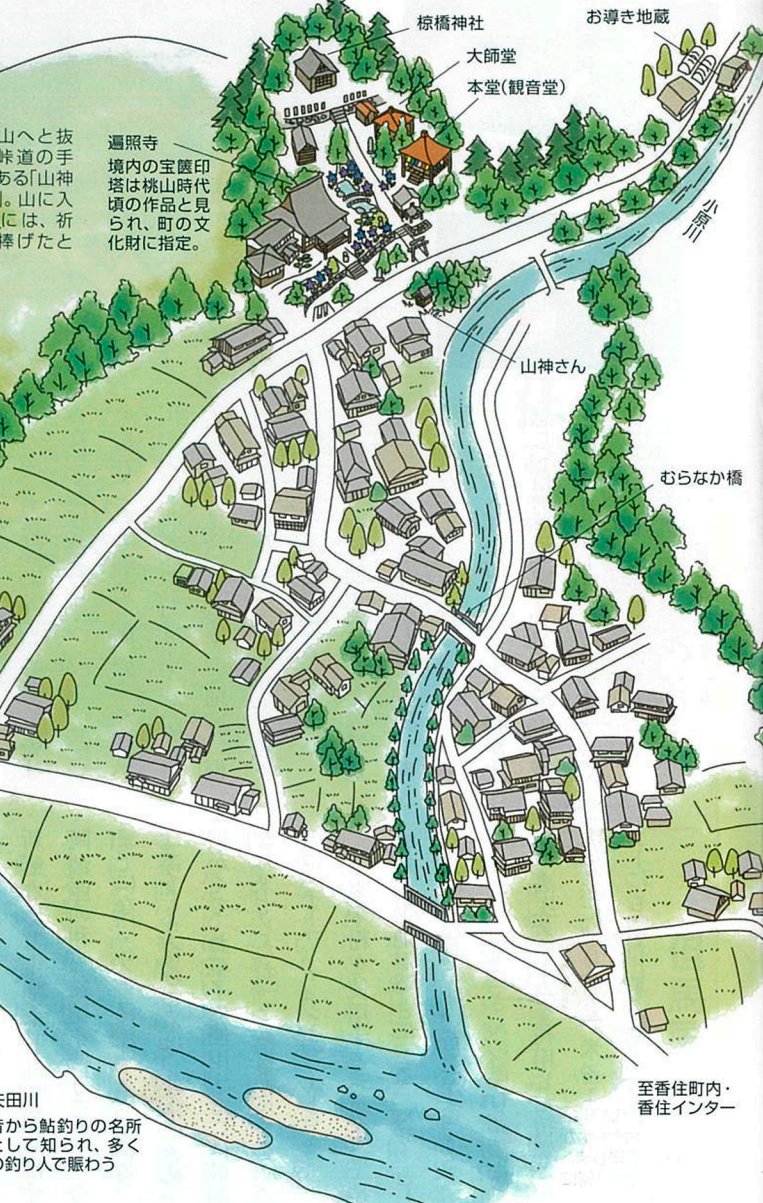 椋橋神社
お導き地蔵
大師堂
本堂(観音堂)
山へと抜
峠道の手
ある「山神
」。山に入
には、祈
捧げたと
遍照寺
境内の宝篋印
塔は桃山時代
頃の作品と見
られ、町の文
化財に指定。
小原川
山神さん
むらなか橋
矢田川
昔から鮎釣りの名所
として知られ、多く
の釣り人で賑わう
至香住町内・
香住インター